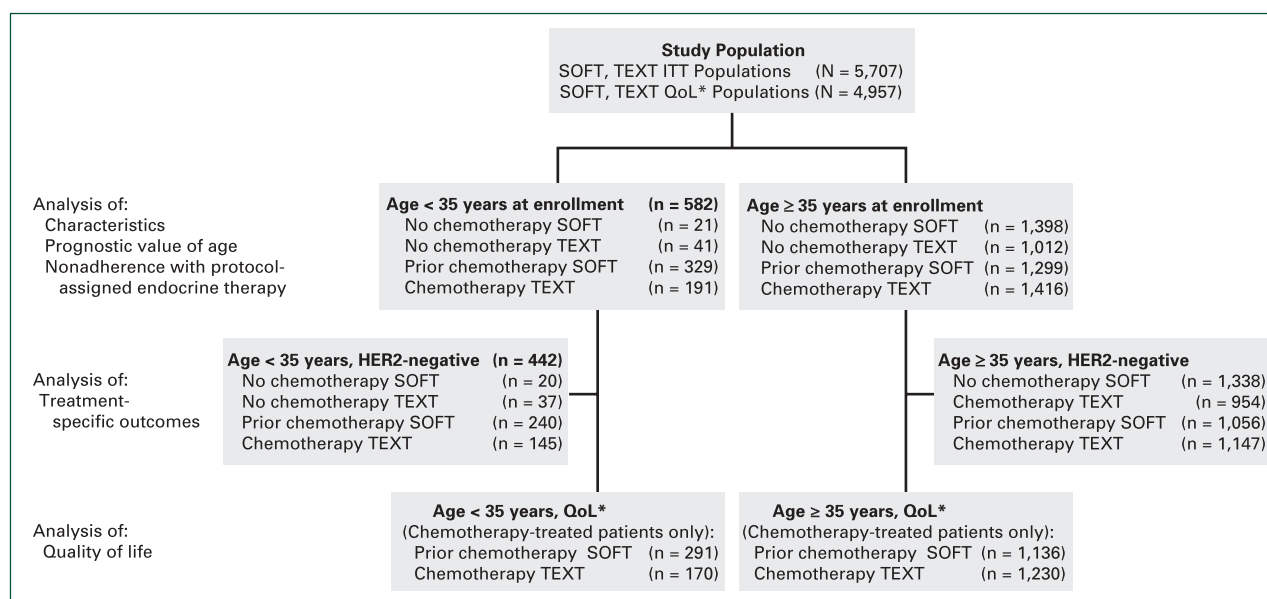 Study Population
SOFT, TEXT ITT Populations (N = 5,707)
SOFT, TEXT QoL* Populations (N = 4,957)
Analysis of:
Characteristics
Prognostic value of age
Nonadherence with protocol-
assigned endocrine therapy
Age < 35 years at enrollment (n = 582)
No chemotherapy SOFT (n = 21)
No chemotherapy TEXT (n = 41)
Prior chemotherapy SOFT (n = 329)
Chemotherapy TEXT (n = 191)
Age ≥ 35 years at enrollment
No chemotherapy SOFT (n = 1,398)
No chemotherapy TEXT (n = 1,012)
Prior chemotherapy SOFT (n = 1,299)
Chemotherapy TEXT (n = 1,416)
Analysis of:
Treatment-
specific outcomes
Age < 35 years, HER2-negative (n = 442)
No chemotherapy SOFT (n = 20)
No chemotherapy TEXT (n = 37)
Prior chemotherapy SOFT (n = 240)
Chemotherapy TEXT (n = 145)
Age ≥ 35 years, HER2-negative
No chemotherapy SOFT (n = 1,338)
Chemotherapy TEXT (n = 954)
Prior chemotherapy SOFT (n = 1,056)
Chemotherapy TEXT (n = 1,147)
Analysis of:
Quality of life
Age < 35 years, QoL*
(Chemotherapy-treated patients only):
Prior chemotherapy SOFT (n = 291)
Chemotherapy TEXT (n = 170)
Age ≥ 35 years, QoL*
(Chemotherapy-treated patients only):
Prior chemotherapy SOFT (n = 1,136)
Chemotherapy TEXT (n = 1,230)